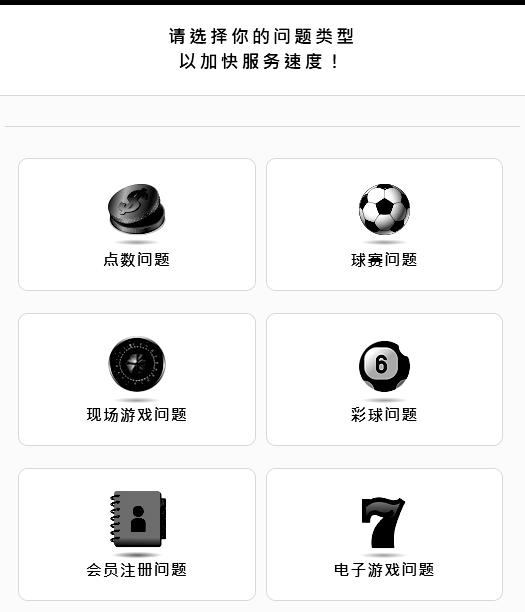 请选择你的问题类型
以加快服务速度！
点数问题
球赛问题
现场游戏问题
6
彩球问题
会员注册问题
7
电子游戏问题